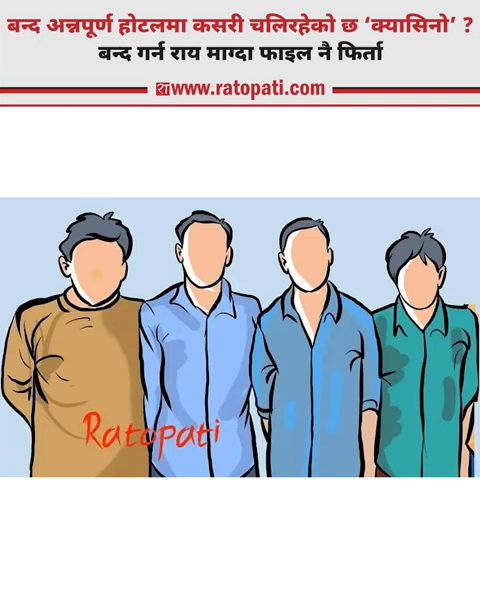 बन्द अन्नपूर्ण होटलमा कसरी चलिरहेको छ ‘क्यासिनो’ ?
बन्द गर्न राय माग्दा फाइल नै फिर्ता
रा www.ratopati.com
Ratopati